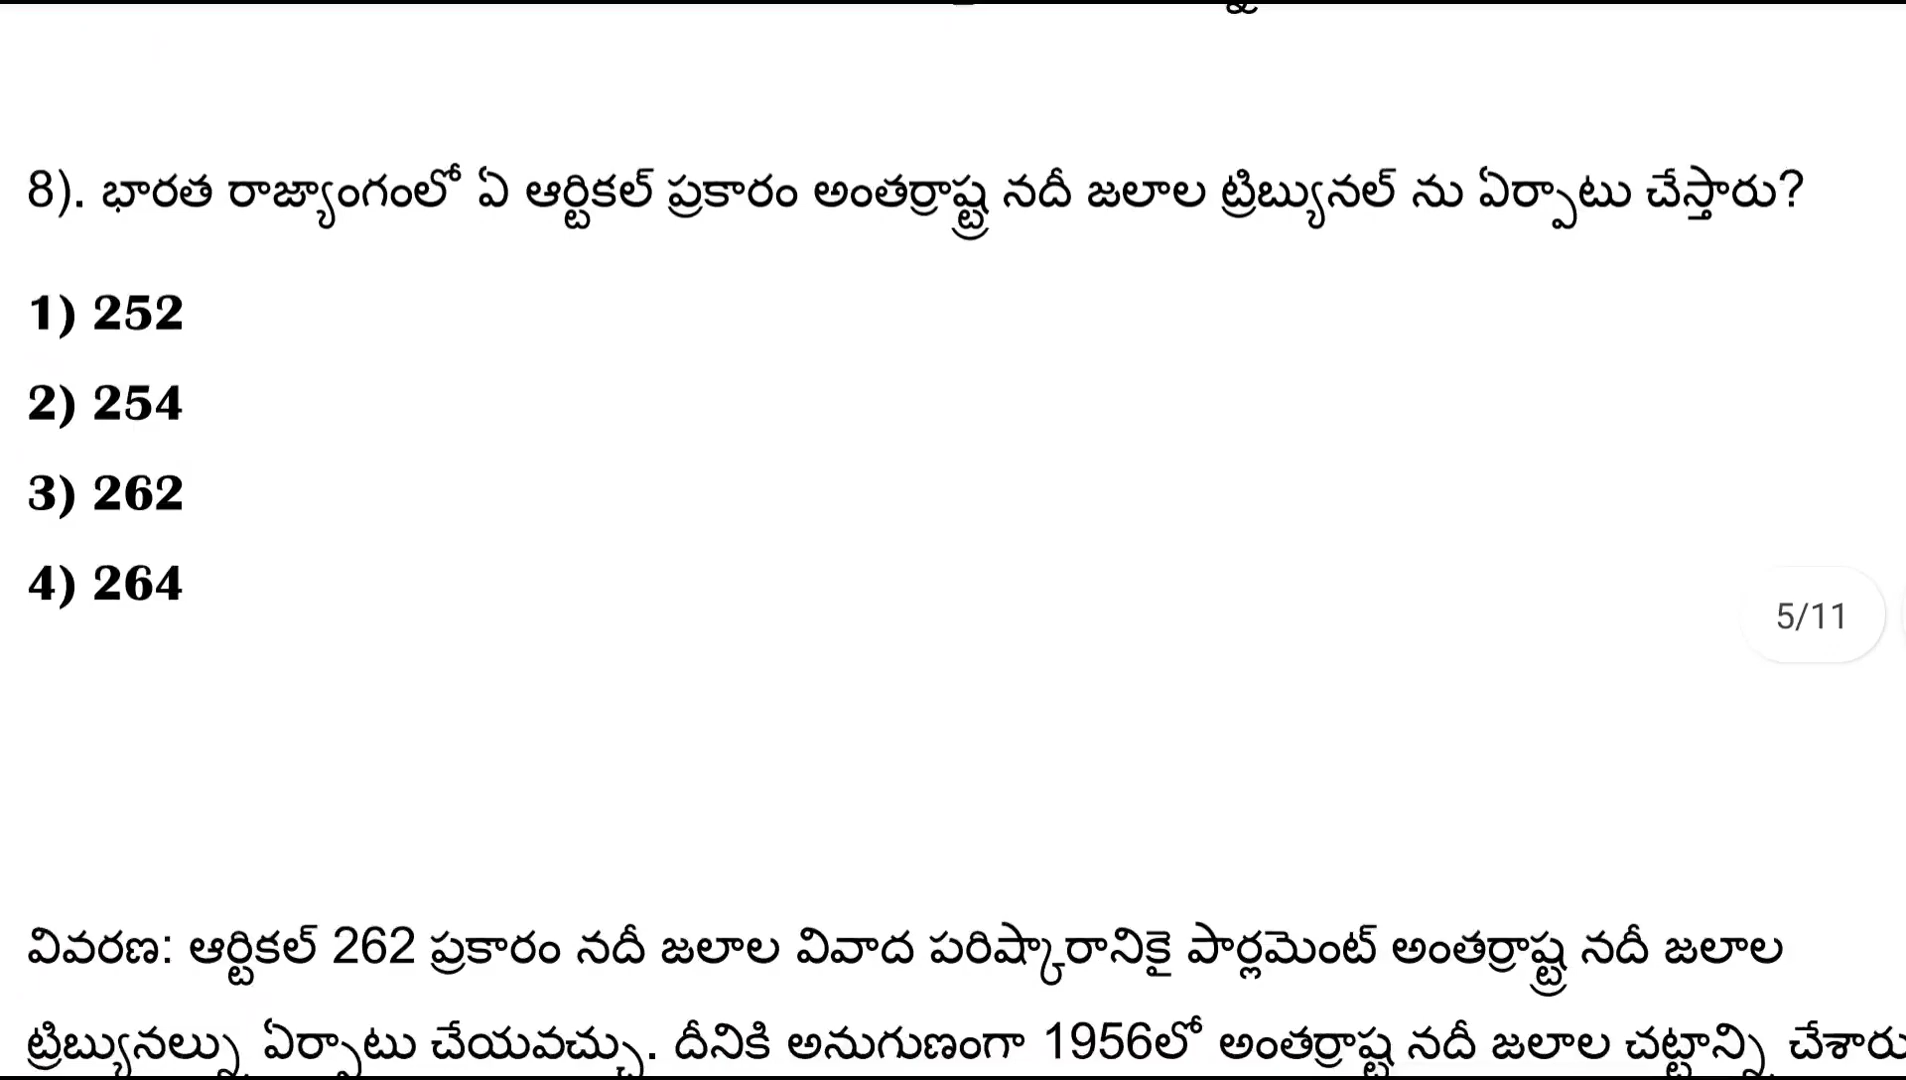 8). భారత రాజ్యాంగంలో ఏ ఆర్టికల్ ప్రకారం అంతర్రాష్ట్ర నదీ జలాల ట్రిబ్యునల్ ను ఏర్పాటు చేస్తారు?
1) 252
2) 254
3) 262
4) 264
5/11
వివరణ: ఆర్టికల్ 262 ప్రకారం నదీ జలాల వివాద పరిష్కారానికై పార్లమెంట్ అంతర్రాష్ట్ర నదీ జలాల
ట్రిబ్యునల్ను ఏర్పాటు చేయవచ్చు. దీనికి అనుగుణంగా 1956లో అంతర్రాష్ట్ర నదీ జలాల చట్టాన్ని చేశారు